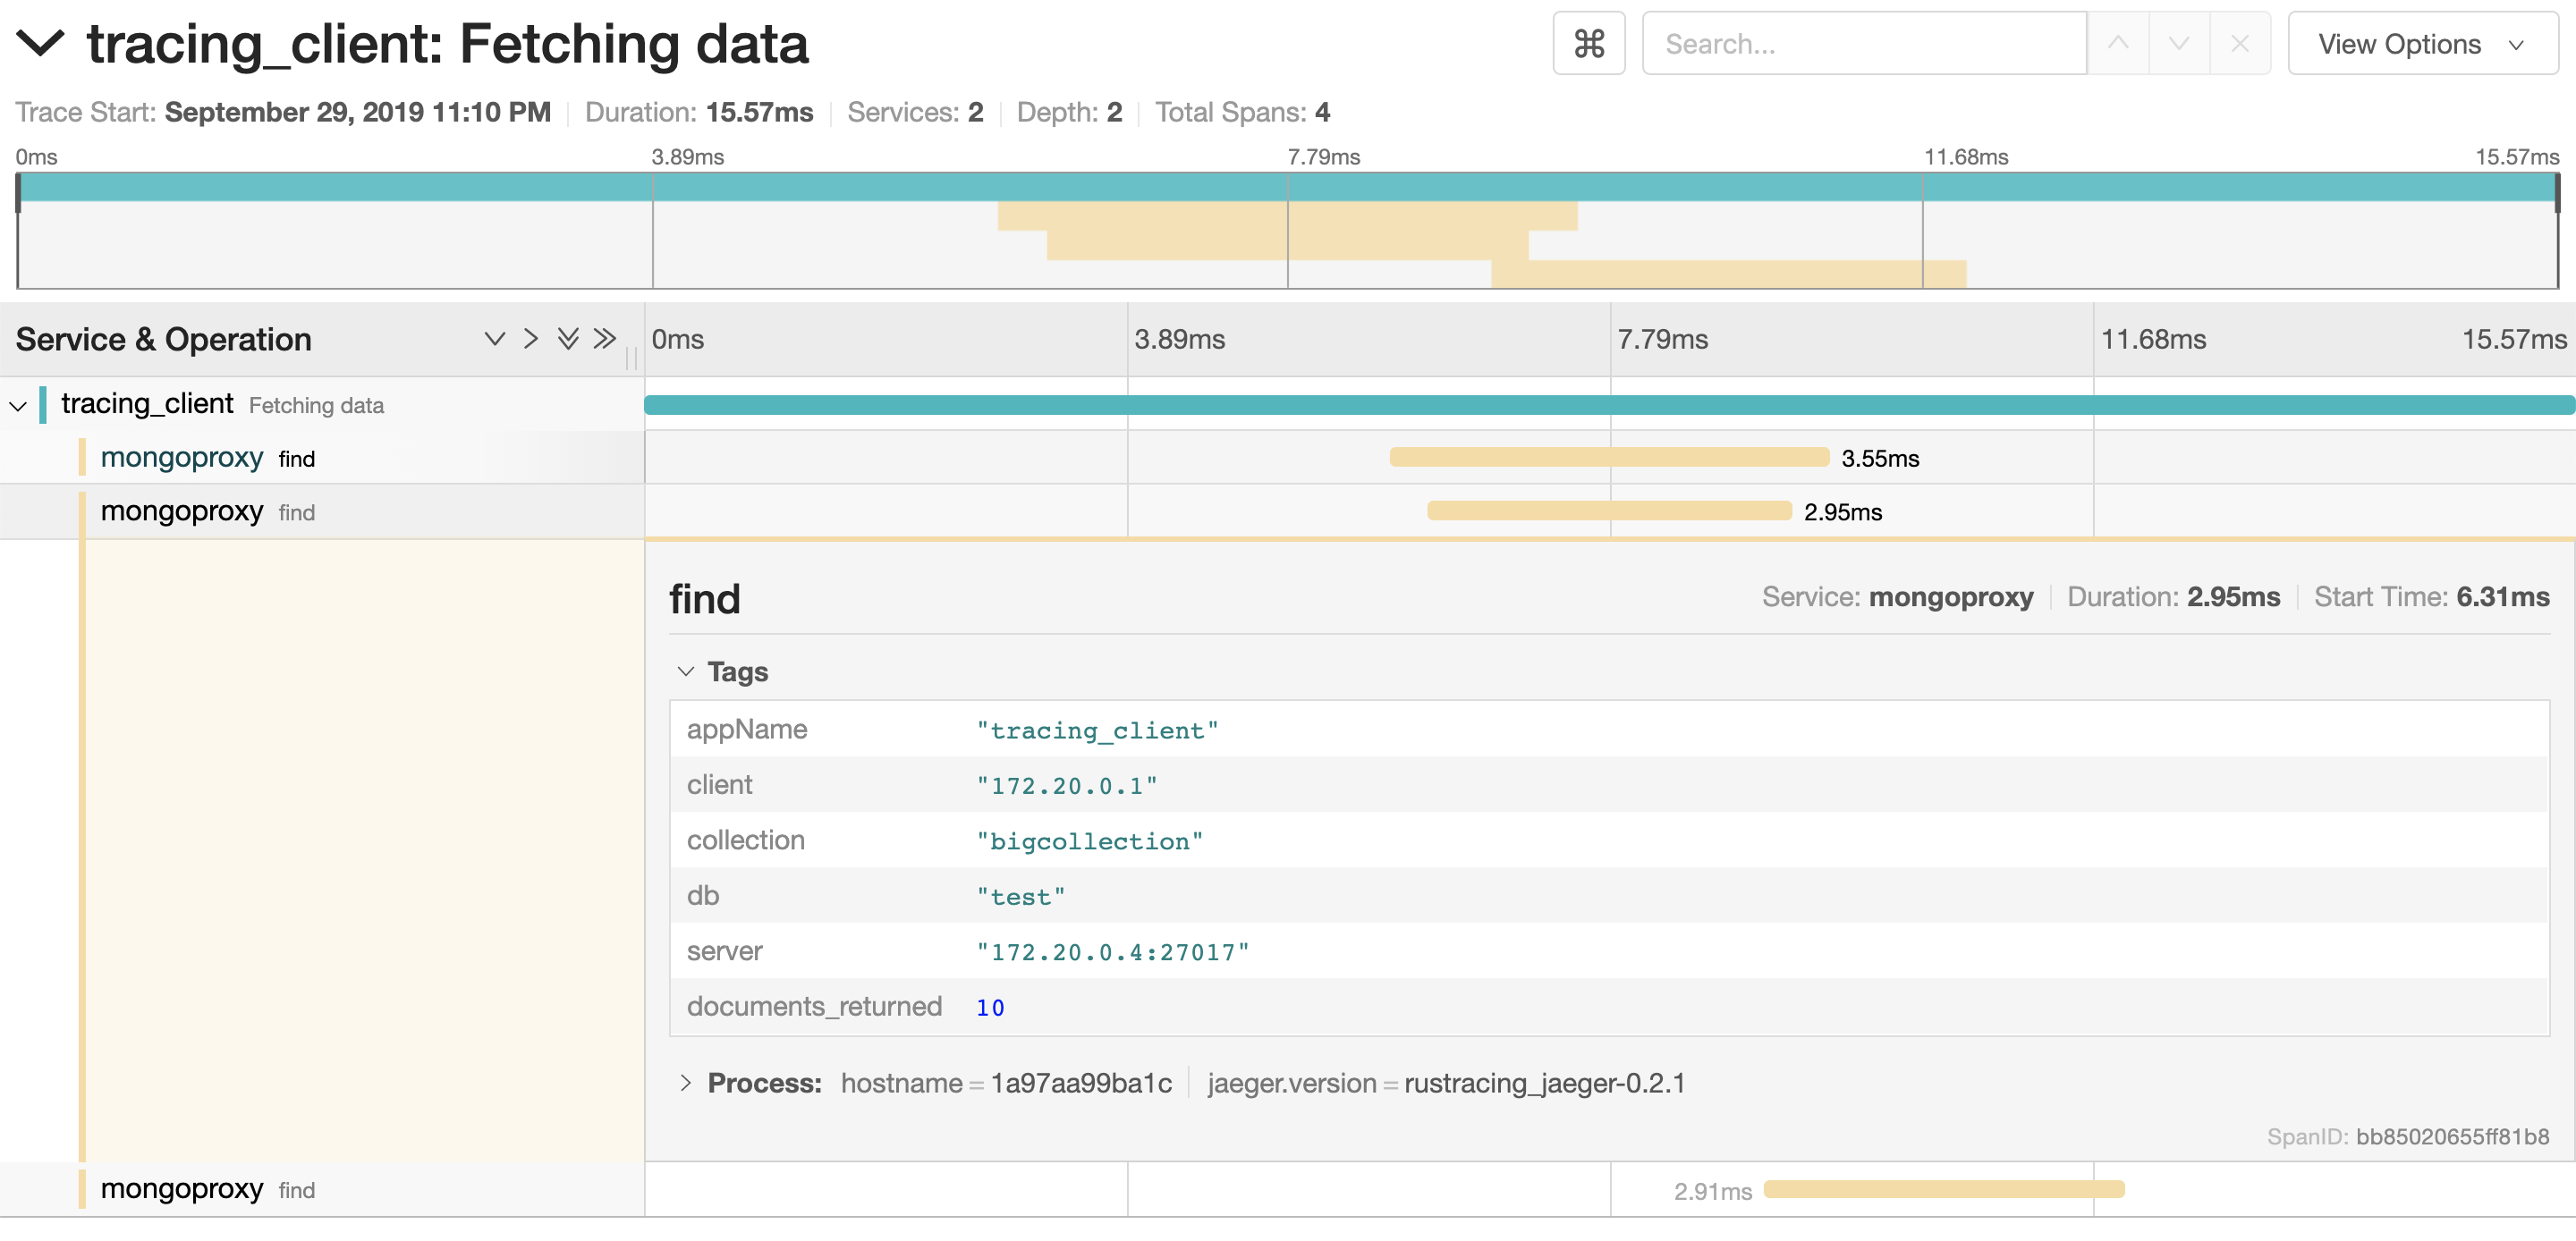 tracing_client: Fetching data
⌘ Search... View Options
Trace Start: September 29, 2019 11:10 PM Duration: 15.57ms Services: 2 Depth: 2 Total Spans: 4
0ms 3.89ms 7.79ms 11.68ms 15.57ms
Service & Operation 0ms 3.89ms 7.79ms 11.68ms 15.57ms
tracing_client Fetching data
mongoproxy find 3.55ms
mongoproxy find 2.95ms
find Service: mongoproxy Duration: 2.95ms Start Time: 6.31ms
Tags
appName "tracing_client"
client "172.20.0.1"
collection "bigcollection"
db "test"
server "172.20.0.4:27017"
documents_returned 10
Process: hostname = 1a97aa99ba1c jaeger.version = rustracing_jaeger-0.2.1
SpanID: bb85020655ff81b8
mongoproxy find 2.91ms